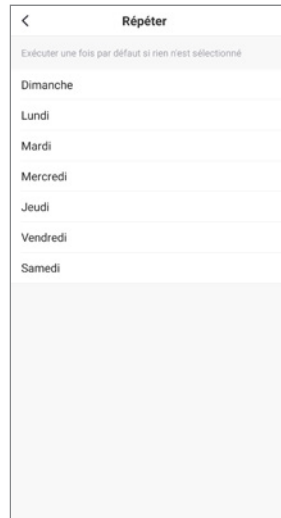 Répéter
Exécuter une fois par défaut si rien n'est sélectionné
Dimanche
Lundi
Mardi
Mercredi
Jeudi
Vendredi
Samedi